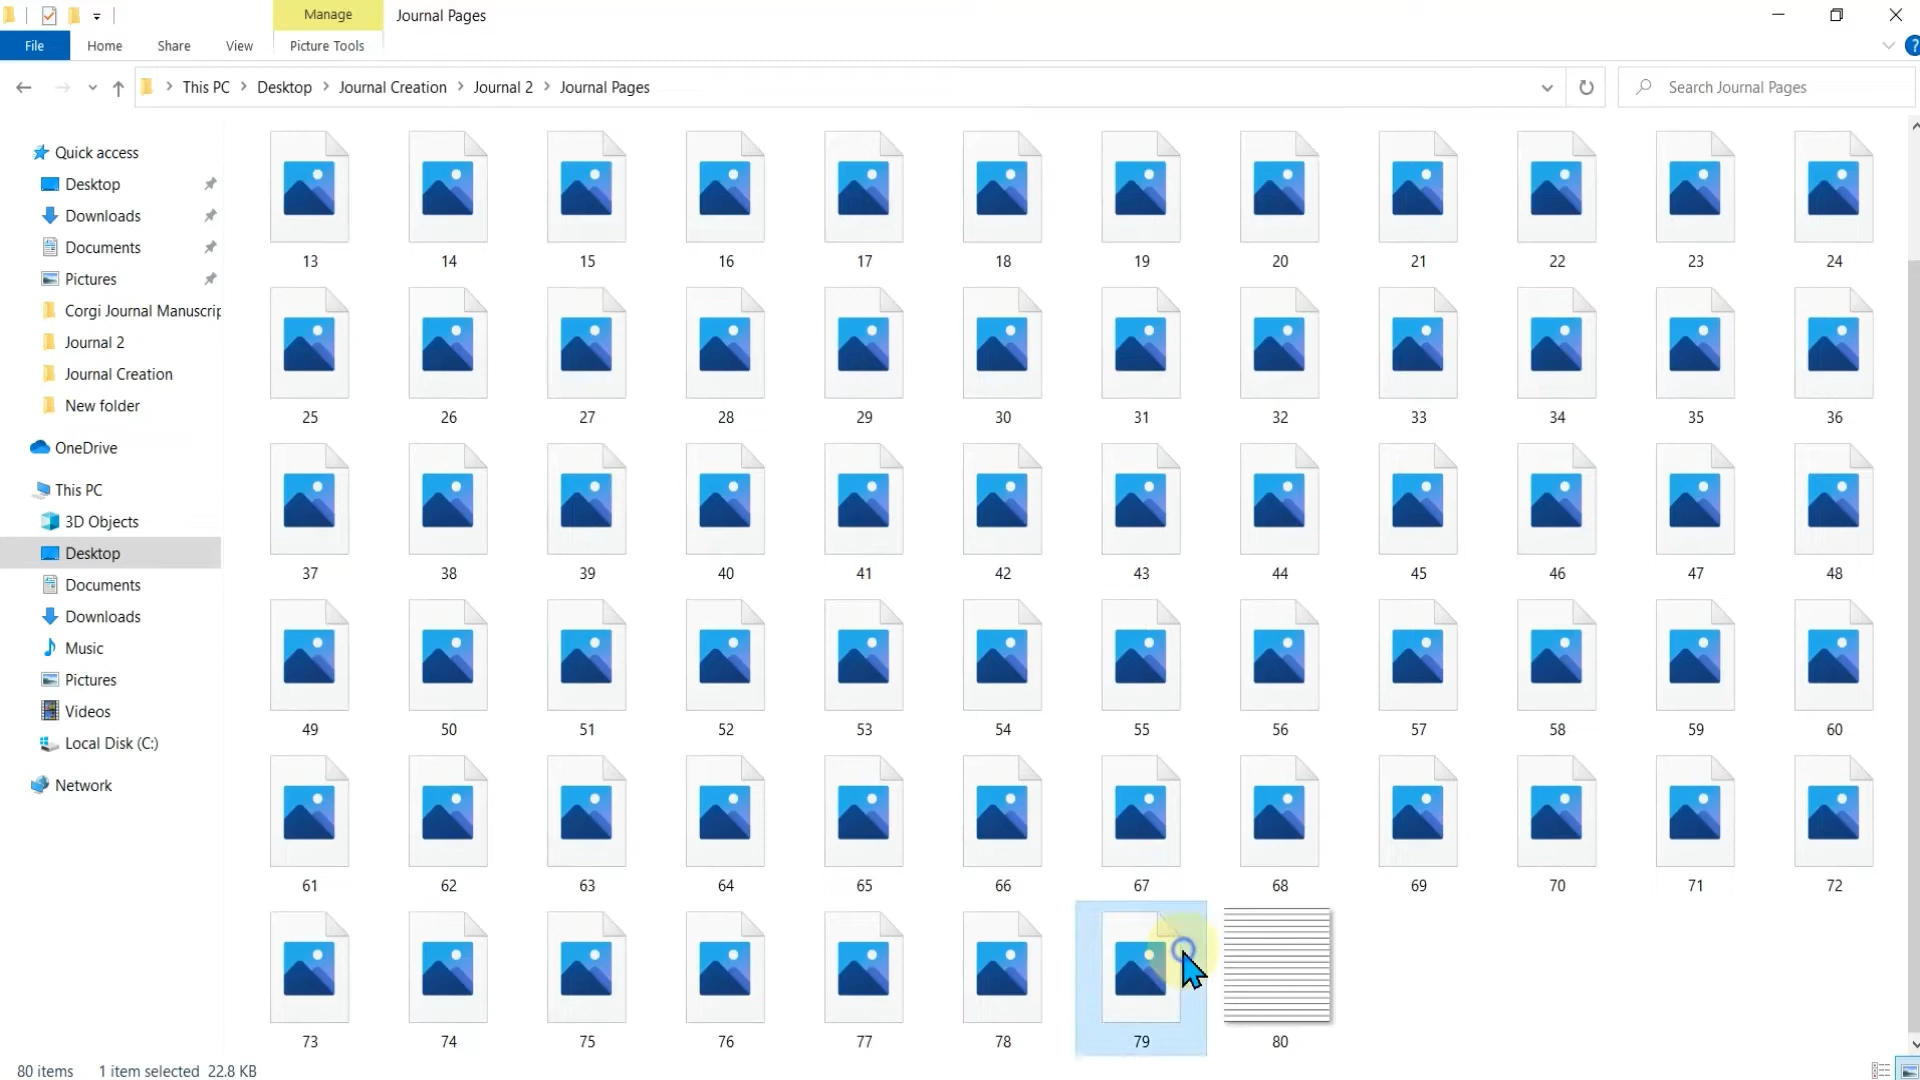 Manage
Journal Pages
File
Home
Share
View
Picture Tools
This PC
Desktop
Journal Creation
Journal 2
Journal Pages
Search Journal Pages
Quick access
Desktop
Downloads
Documents
Pictures
Corgi Journal Manuscrip
Journal 2
Journal Creation
New folder
OneDrive
This PC
3D Objects
Desktop
Documents
Downloads
Music
Pictures
Videos
Local Disk (C:)
Network
13 14 15 16 17 18 19 20 21 22 23 24
25 26 27 28 29 30 31 32 33 34 35 36
37 38 39 40 41 42 43 44 45 46 47 48
49 50 51 52 53 54 55 56 57 58 59 60
61 62 63 64 65 66 67 68 69 70 71 72
73 74 75 76 77 78 79 80
80 items 1 item selected 22.8 KB